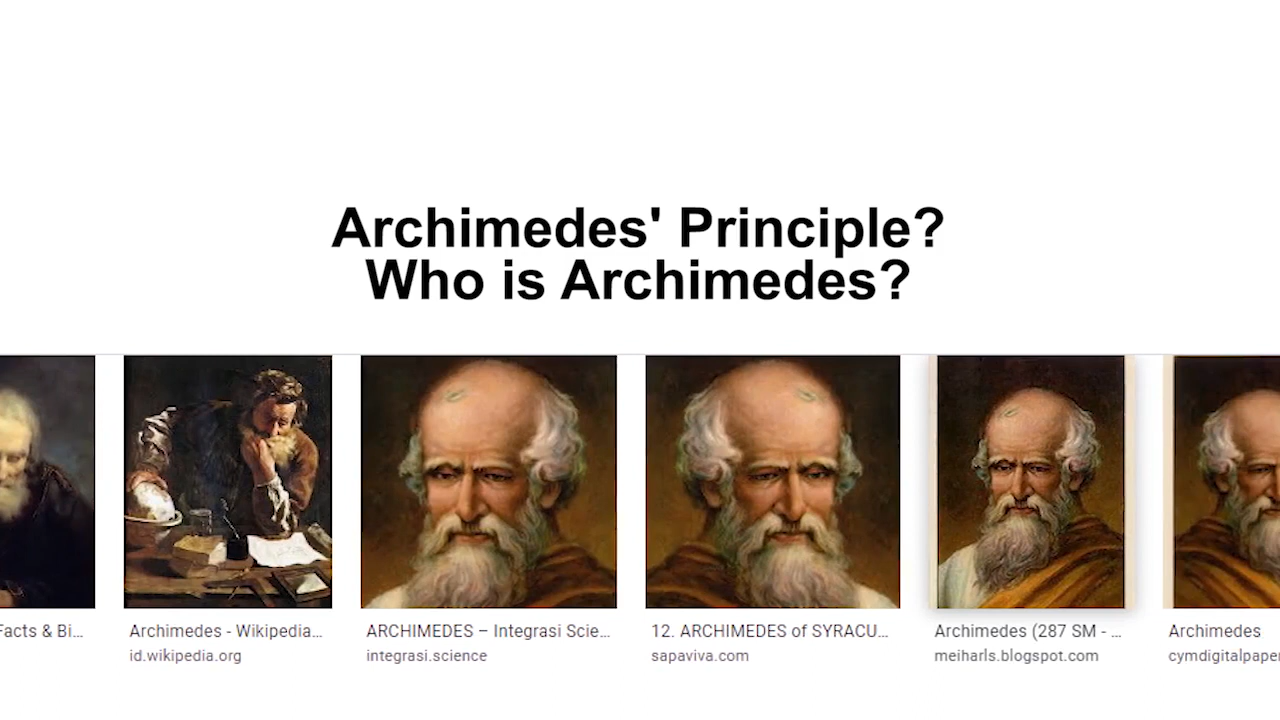 Archimedes' Principle?
Who is Archimedes?
Facts & Bi...
Archimedes - Wikipedia...
id.wikipedia.org
ARCHIMEDES – Integrasi Scie...
integrasi.science
12. ARCHIMEDES of SYRACU...
sapaviva.com
Archimedes (287 SM - ...
meiharls.blogspot.com
Archimedes
cymdigitalpaper